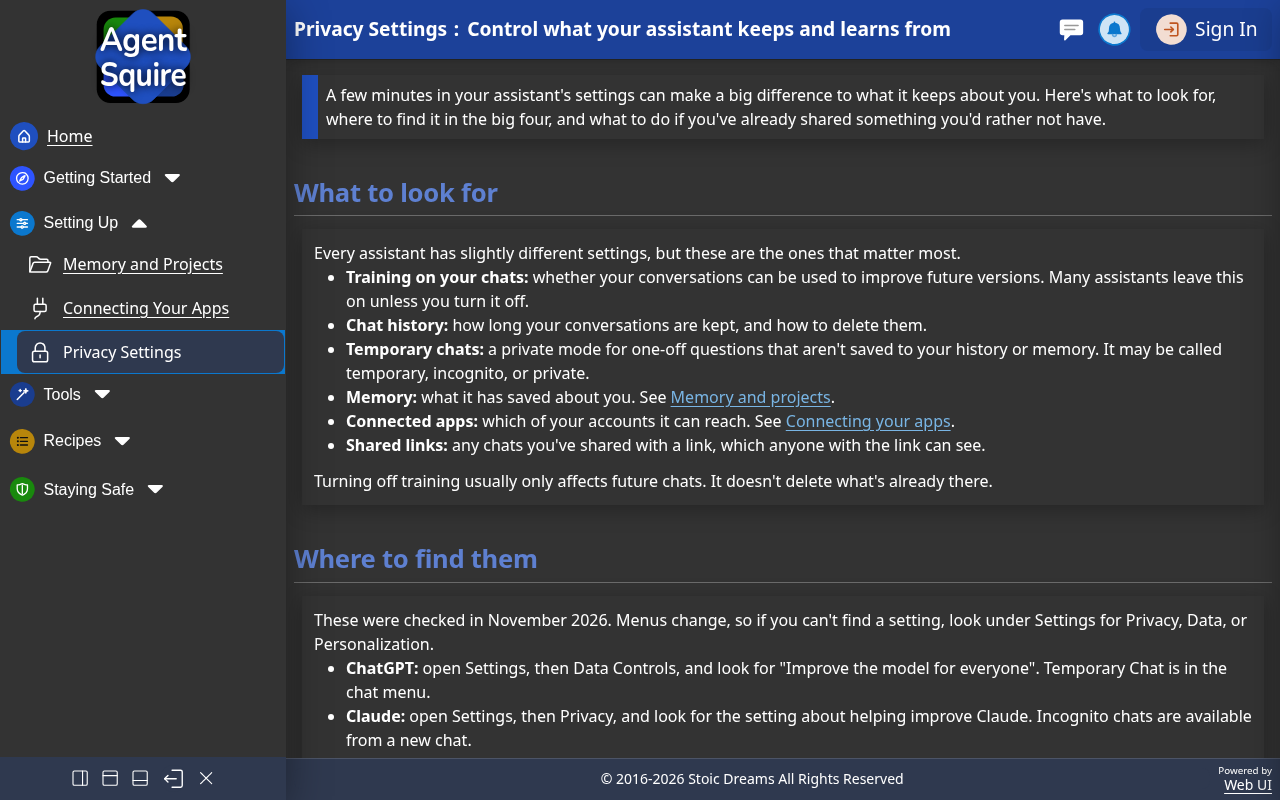 Agent
Squire
Home
Getting Started
Setting Up
Memory and Projects
Connecting Your Apps
Privacy Settings
Tools
Recipes
Staying Safe
Privacy Settings : Control what your assistant keeps and learns from
Sign In
A few minutes in your assistant's settings can make a big difference to what it keeps about you. Here's what to look for,
where to find it in the big four, and what to do if you've already shared something you'd rather not have.
What to look for
Every assistant has slightly different settings, but these are the ones that matter most.
Training on your chats: whether your conversations can be used to improve future versions. Many assistants leave this
on unless you turn it off.
Chat history: how long your conversations are kept, and how to delete them.
Temporary chats: a private mode for one-off questions that aren't saved to your history or memory. It may be called
temporary, incognito, or private.
Memory: what it has saved about you. See Memory and projects.
Connected apps: which of your accounts it can reach. See Connecting your apps.
Shared links: any chats you've shared with a link, which anyone with the link can see.
Turning off training usually only affects future chats. It doesn't delete what's already there.
Where to find them
These were checked in November 2026. Menus change, so if you can't find a setting, look under Settings for Privacy, Data, or
Personalization.
ChatGPT: open Settings, then Data Controls, and look for "Improve the model for everyone". Temporary Chat is in the
chat menu.
Claude: open Settings, then Privacy, and look for the setting about helping improve Claude. Incognito chats are available
from a new chat.
© 2016-2026 Stoic Dreams All Rights Reserved
Powered by
Web UI